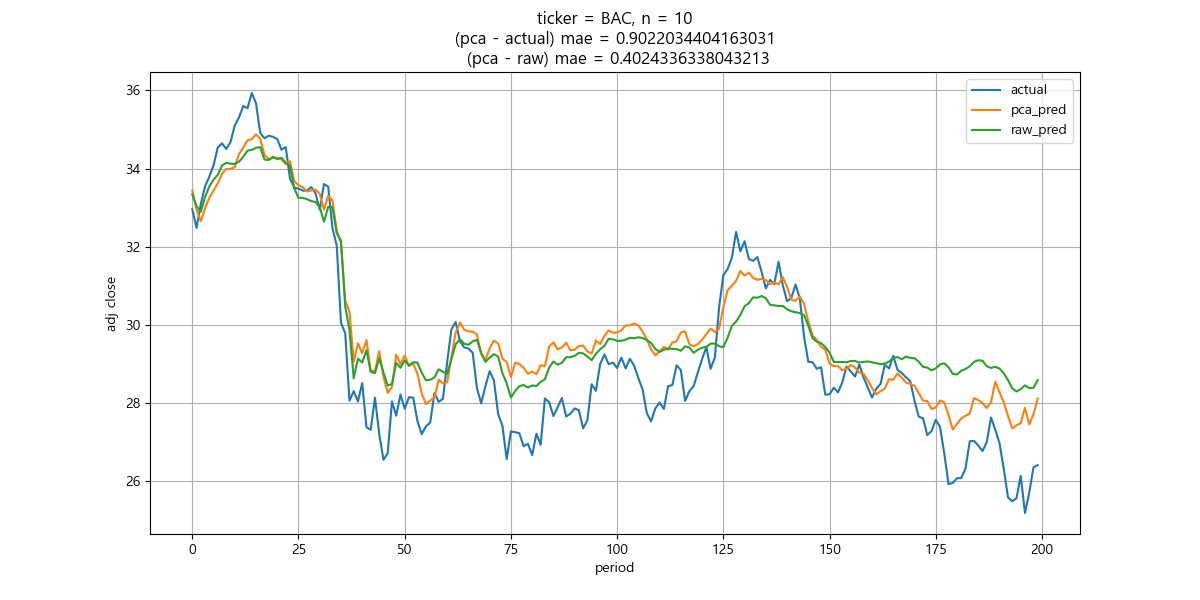 ticker = BAC, n = 10
(pca - actual) mae = 0.9022034404163031
(pca - raw) mae = 0.4024336338043213
actual
pca_pred
raw_pred
adj close
36
34
32
30
28
26
0 25 50 75 100 125 150 175 200
period